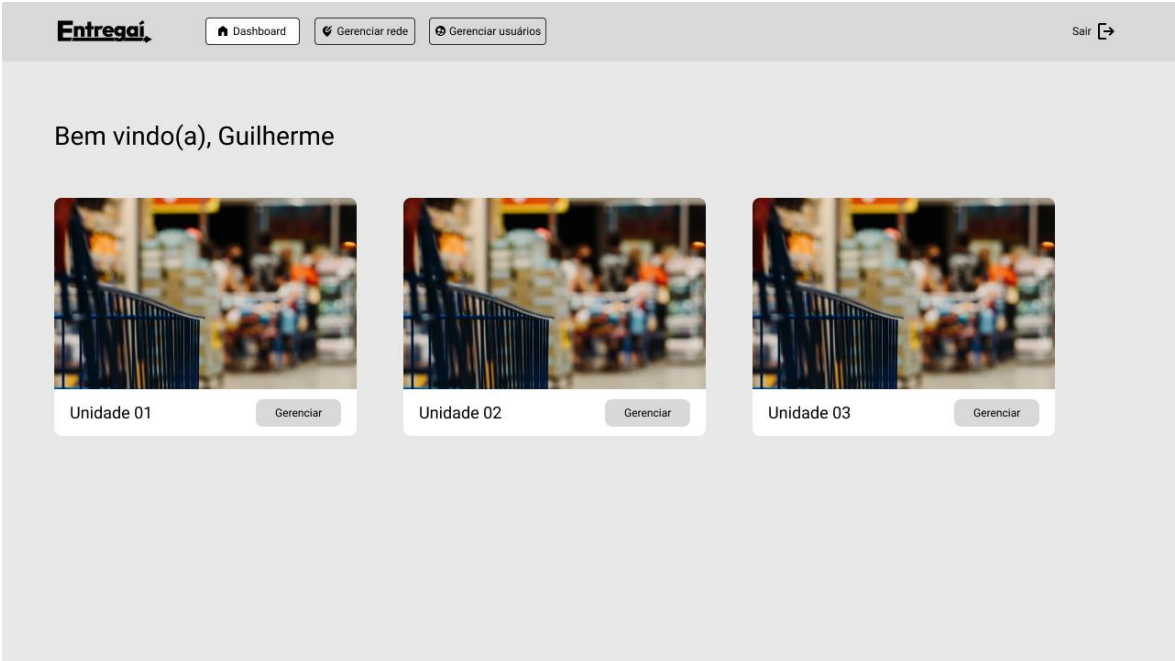 Entregaí
Dashboard
Gerenciar rede
Gerenciar usuários
Sair
Bem vindo(a), Guilherme
Unidade 01
Gerenciar
Unidade 02
Gerenciar
Unidade 03
Gerenciar